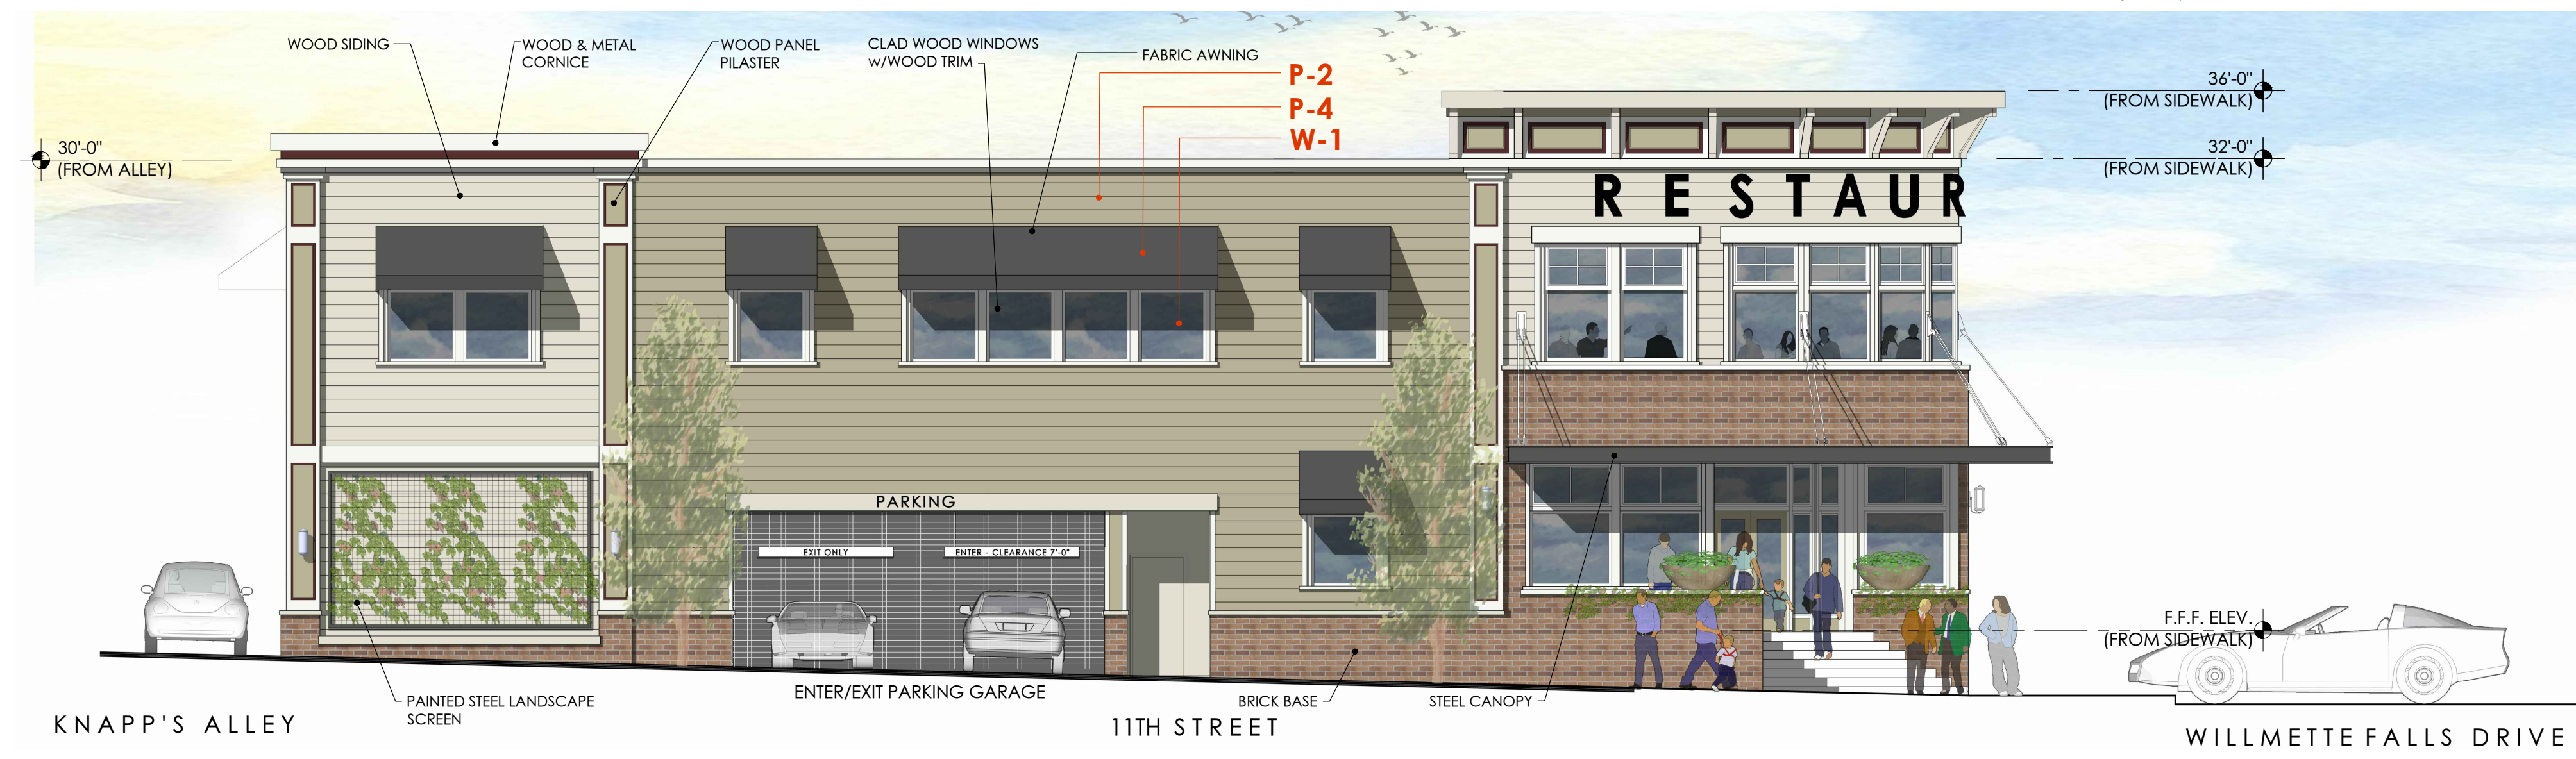 WOOD SIDING
WOOD & METAL
CORNICE
WOOD PANEL
PILASTER
CLAD WOOD WINDOWS
w/WOOD TRIM
FABRIC AWNING
P-2
P-4
W-1
36'-0"
(FROM SIDEWALK)
30'-0"
(FROM ALLEY)
32'-0"
(FROM SIDEWALK)
RESTAUR
PARKING
EXIT ONLY
ENTER - CLEARANCE 7'-0"
F.F.F. ELEV.
(FROM SIDEWALK)
PAINTED STEEL LANDSCAPE
SCREEN
ENTER/EXIT PARKING GARAGE
BRICK BASE
STEEL CANOPY
KNAPP'S ALLEY
11TH STREET
WILLMETTE FALLS DRIVE